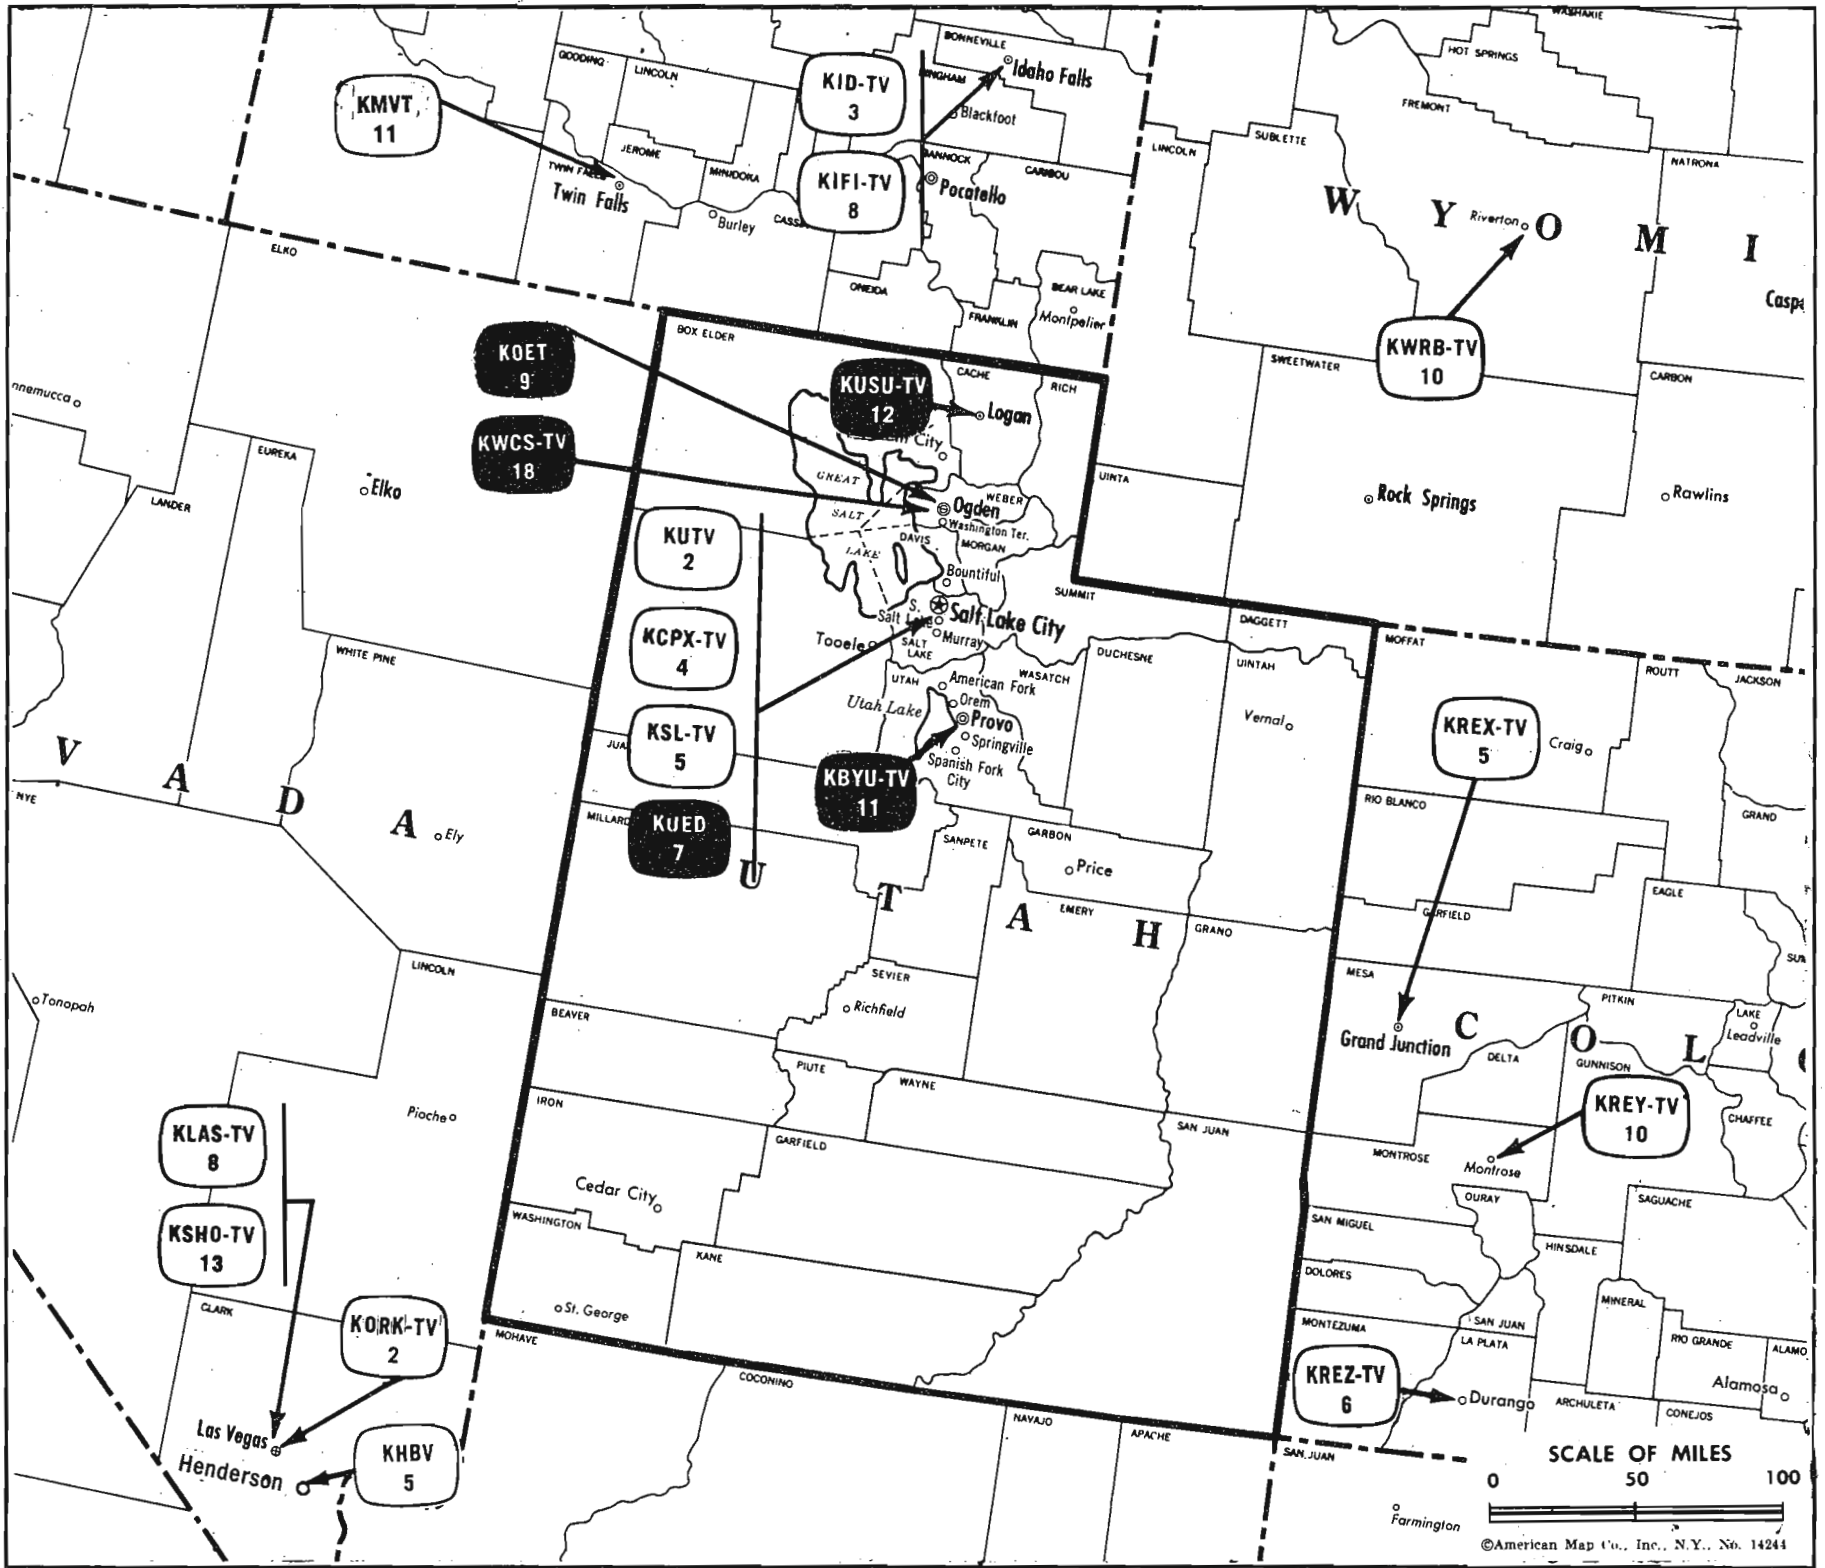 WASHAKIE
BONNEVILLE
HOT SPRINGS
GOODING
LINCOLN
KID-TV
3
BINGHAM
Idaho Falls
KMVT
11
FREMONT
Blackfoot
SUBLETTE
LINCOLN
JEROME
BANNOCK
CARIBOU
NATRONA
TWIN FALLS
MINIDOKA
KIFI-TV
8
Pocatello
Twin Falls
Burley
W Y O M I
Riverton
ELKO
ONEIDA
BEAR LAKE
Montpelier
FRANKLIN
KWRB-TV
10
BOX ELDER
KOET
9
CACHE
RICH
SWEETWATER
CARBON
KUSU-TV
12
Logan
nnemucca
KWCS-TV
18
City
EUREKA
UINTA
GREAT
SALT
LAKE
LANDER
Elko
WEBER
Ogden
Washington Ter.
Rock Springs
Rawlins
KUTV
2
DAVIS
MORGAN
Bountiful
SUMMIT
S.
Salt Lake
Salt Lake City
DAGGETT
KCPX-TV
4
Tooele
Murray
SALT
LAKE
MOFFAT
WHITE PINE
WASATCH
DUCHESNE
UINTAH
ROUTT
JACKSON
UTAH
American Fork
Orem
Utah Lake
Provo
Springville
Vernal
KREX-TV
5
Craig
KSL-TV
5
Spanish Fork
City
KBYU-TV
11
NYE
RIO BLANCO
GRAND
V A D A
Ely
MILLARD
KUED
7
SANPETE
GARBON
Price
U T A H
EMERY
GRANO
GARFIELD
EAGLE
LINCOLN
SEVIER
MESA
PITKIN
Tonopah
Richfield
LAKE
Leadville
BEAVER
Grand Junction
C O L
DELTA
GUNNISON
PIUTE
WAYNE
IRON
KREY-TV
10
Pioche
GARFIELD
SAN JUAN
CHAFFEE
KLAS-TV
8
MONTROSE
Montrose
Cedar City
OURAY
SAGUACHE
WASHINGTON
SAN MIGUEL
KSHO-TV
13
KANE
HINSDALE
DOLORES
CLARK
St. George
MINERAL
KORK-TV
2
MOHAVE
MONTEZUMA
SAN JUAN
LA PLATA
RIO GRANDE
ALAMO
COCONINO
KREZ-TV
6
Durango
Alamosa
ARCHULETA
CONEJOS
NAVAJO
APACHE
Las Vegas
Henderson
KHBV
5
SAN JUAN
SCALE OF MILES
0 50 100
Farmington
©American Map Co., Inc., N.Y., No. 14244